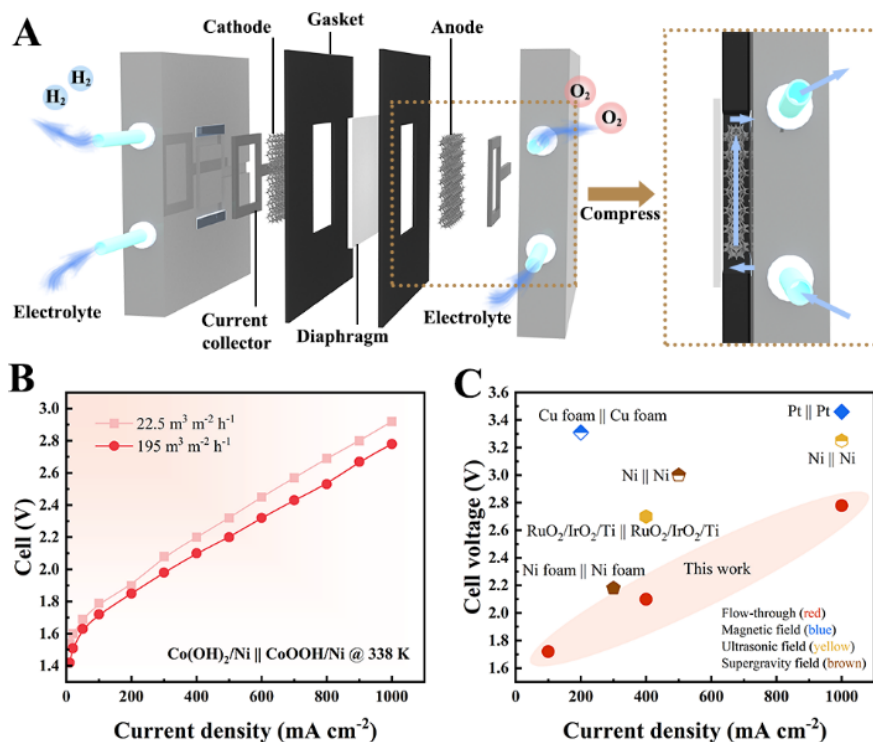 A
Cathode
Gasket
Anode
H₂
H₂
O₂
O₂
Compress
Electrolyte
Current
collector
Diaphragm
Electrolyte
B
Cell (V)
3.0
2.8
2.6
2.4
2.2
2.0
1.8
1.6
1.4
22.5 m³ m⁻² h⁻¹
195 m³ m⁻² h⁻¹
Co(OH)₂/Ni || CoOOH/Ni @ 338 K
0 200 400 600 800 1000
Current density (mA cm⁻²)
C
Cell voltage (V)
3.6
3.4
3.2
3.0
2.8
2.6
2.4
2.2
2.0
1.8
1.6
Cu foam || Cu foam
Pt || Pt
Ni || Ni
Ni || Ni
RuO₂/IrO₂/Ti || RuO₂/IrO₂/Ti
Ni foam || Ni foam
This work
Flow-through (red)
Magnetic field (blue)
Ultrasonic field (yellow)
Supergravity field (brown)
0 200 400 600 800 1000
Current density (mA cm⁻²)